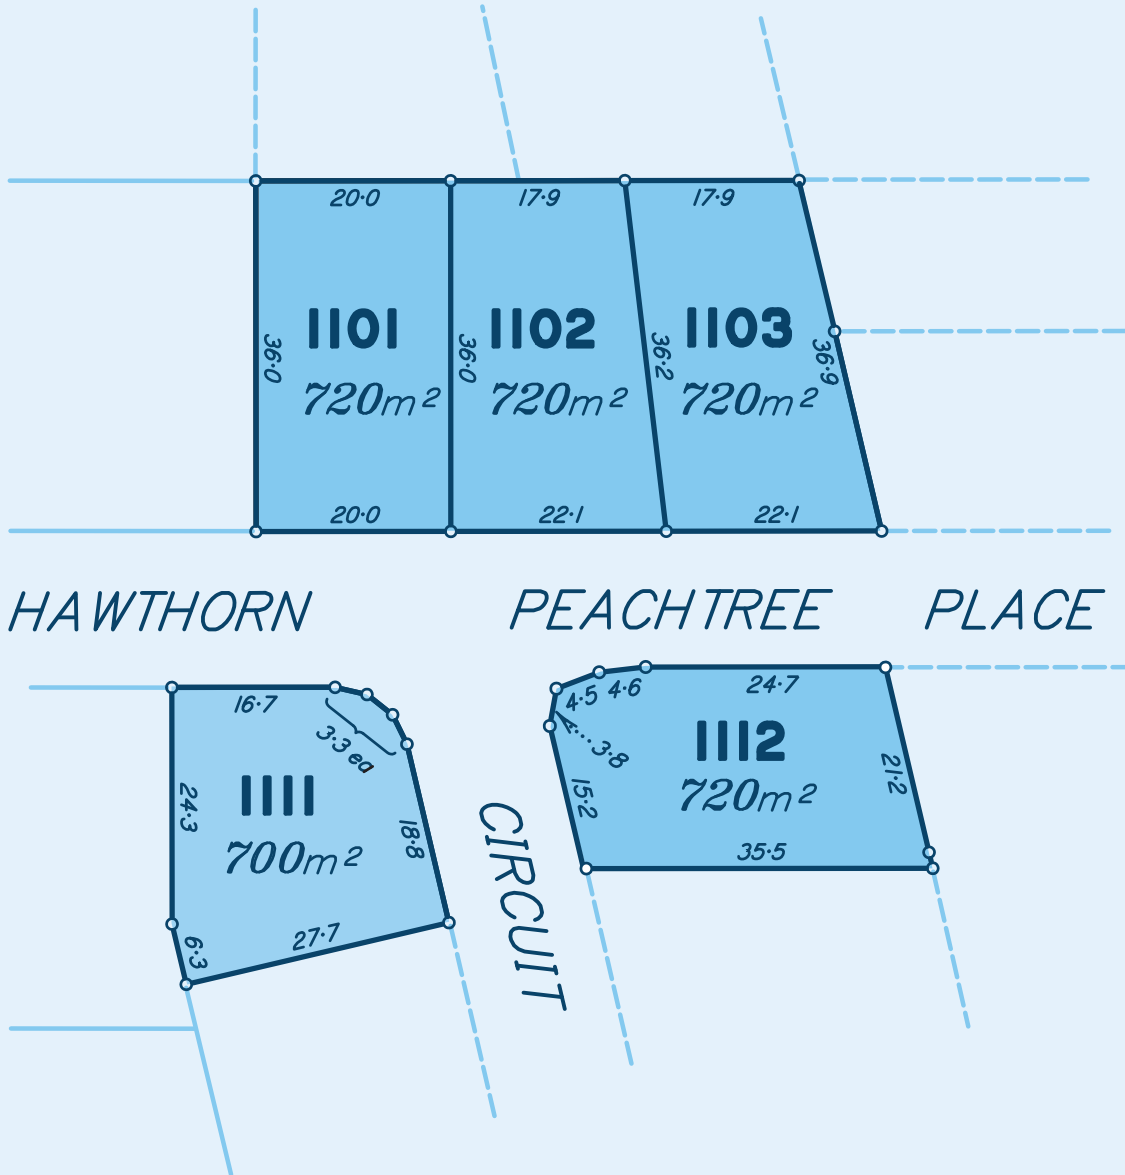 20·0
17·9
17·9
1101
1102
1103
36·0
36·0
36·2
36·9
720m²
720m²
720m²
20·0
22·1
22·1
HAWTHORN
PEACHTREE
PLACE
16·7
3·3 ea
24·3
1111
700m²
18·8
27·7
6·3
CIRCUIT
4·5
4·6
24·7
3·8
1112
720m²
15·2
21·2
35·5